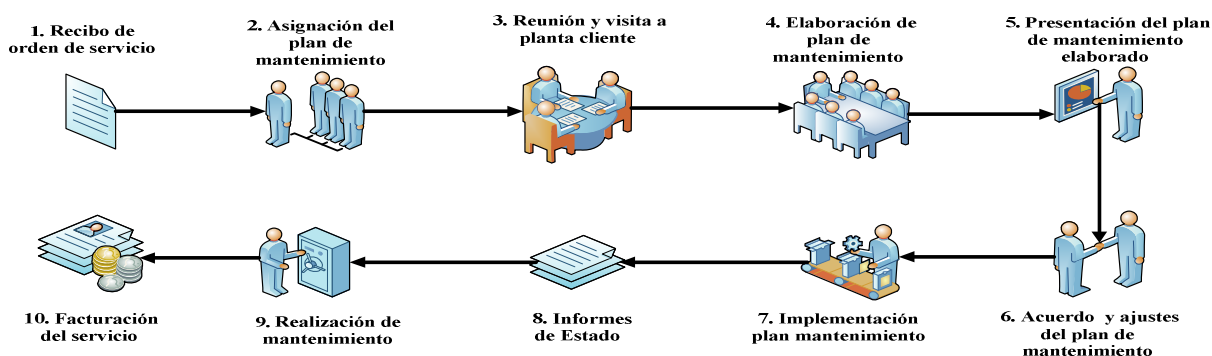 1. Recibo de
orden de servicio
2. Asignación del
plan de
mantenimiento
3. Reunión y visita a
planta cliente
4. Elaboración de
plan de
mantenimiento
5. Presentación del plan
de mantenimiento
elaborado
6. Acuerdo y ajustes
del plan de
mantenimiento
7. Implementación
plan mantenimiento
8. Informes
de Estado
9. Realización de
mantenimiento
10. Facturación
del servicio